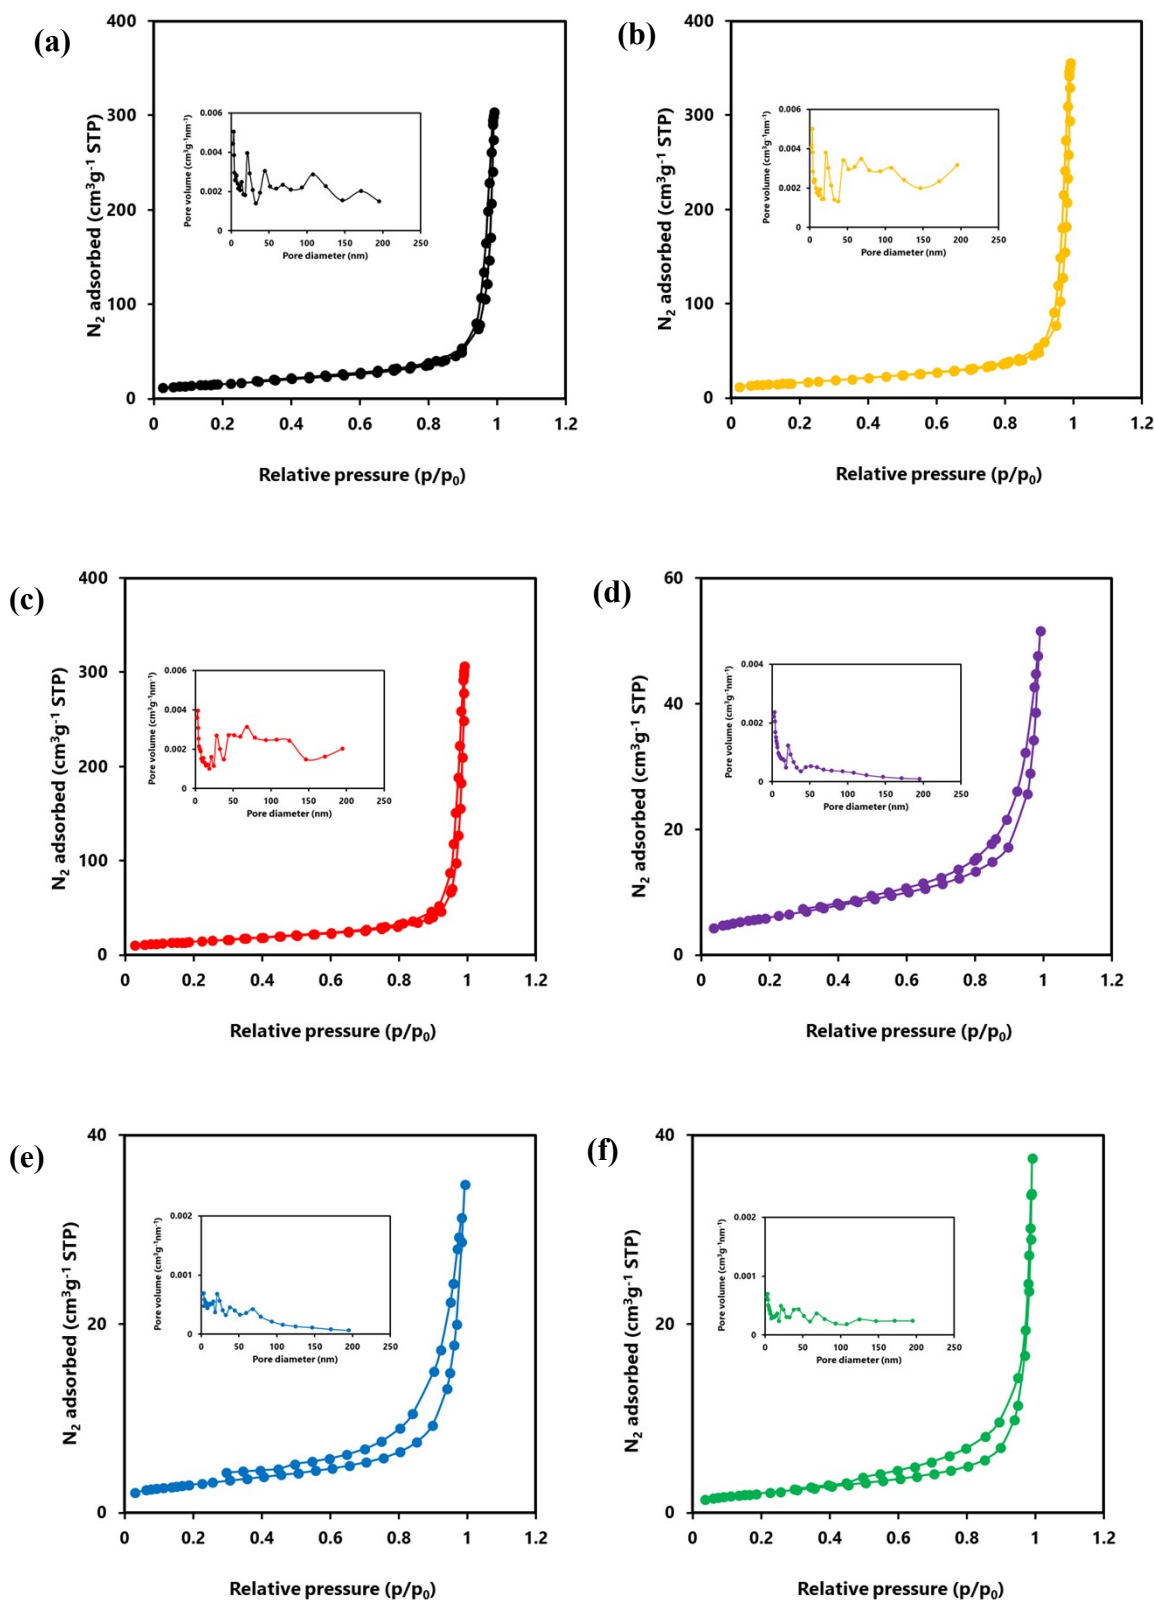 (a)
400
300
200
100
0
N₂ adsorbed (cm³g⁻¹ STP)
0 0.2 0.4 0.6 0.8 1 1.2
Relative pressure (p/p₀)
0.006
0.004
0.002
0
Pore volume (cm³g⁻¹nm⁻¹)
0 50 100 150 200 250
Pore diameter (nm)
(b)
400
300
200
100
0
N₂ adsorbed (cm³g⁻¹ STP)
0 0.2 0.4 0.6 0.8 1 1.2
Relative pressure (p/p₀)
0.006
0.004
0.002
0
Pore volume (cm³g⁻¹nm⁻¹)
0 50 100 150 200 250
Pore diameter (nm)
(c)
400
300
200
100
0
N₂ adsorbed (cm³g⁻¹ STP)
0 0.2 0.4 0.6 0.8 1 1.2
Relative pressure (p/p₀)
0.006
0.004
0.002
0
Pore volume (cm³g⁻¹nm⁻¹)
0 50 100 150 200 250
Pore diameter (nm)
(d)
60
40
20
0
N₂ adsorbed (cm³g⁻¹ STP)
0 0.2 0.4 0.6 0.8 1 1.2
Relative pressure (p/p₀)
0.004
0.002
0
Pore volume (cm³g⁻¹nm⁻¹)
0 50 100 150 200 250
Pore diameter (nm)
(e)
40
20
0
N₂ adsorbed (cm³g⁻¹ STP)
0 0.2 0.4 0.6 0.8 1 1.2
Relative pressure (p/p₀)
0.002
0.001
0
Pore volume (cm³g⁻¹nm⁻¹)
0 50 100 150 200 250
Pore diameter (nm)
(f)
40
20
0
N₂ adsorbed (cm³g⁻¹ STP)
0 0.2 0.4 0.6 0.8 1 1.2
Relative pressure (p/p₀)
0.002
0.001
0
Pore volume (cm³g⁻¹nm⁻¹)
0 50 100 150 200 250
Pore diameter (nm)